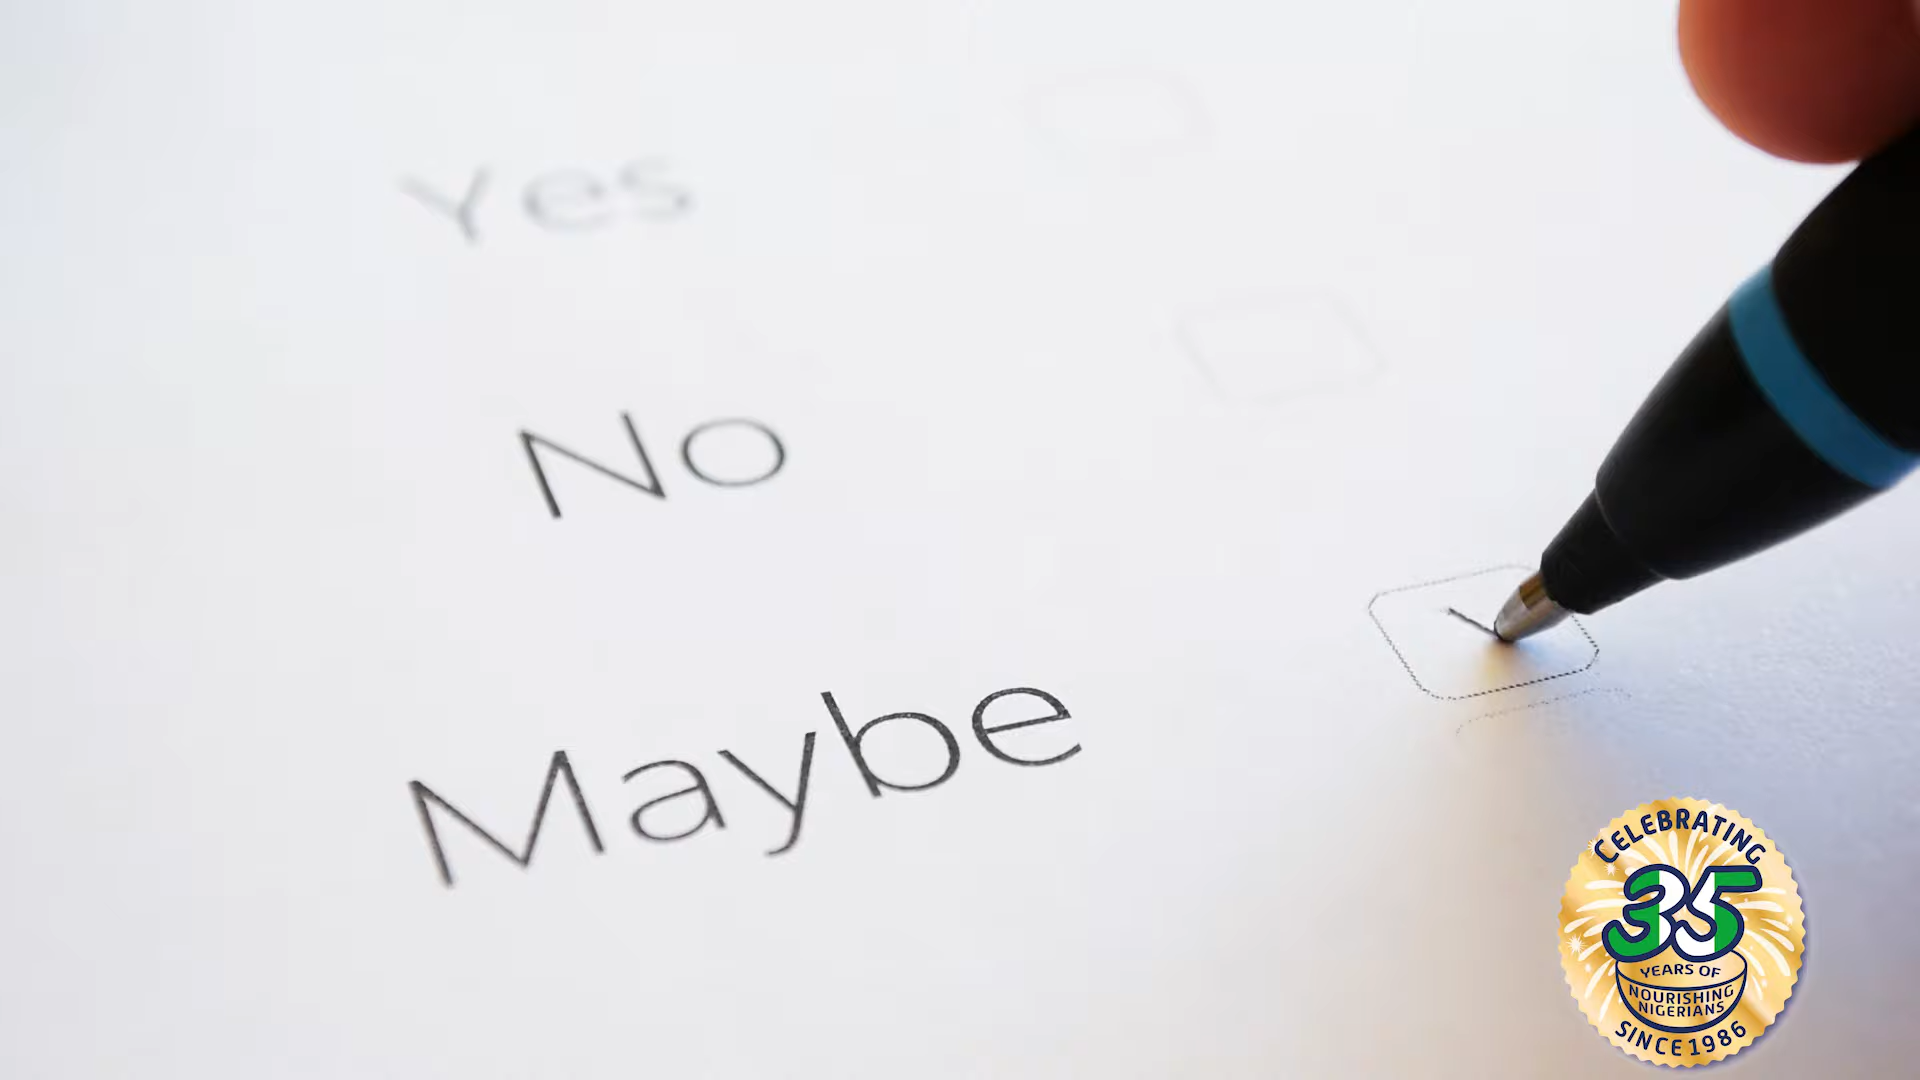 Yes
No
Maybe
CELEBRATING
35
YEARS OF
NOURISHING
NIGERIANS
SINCE 1986